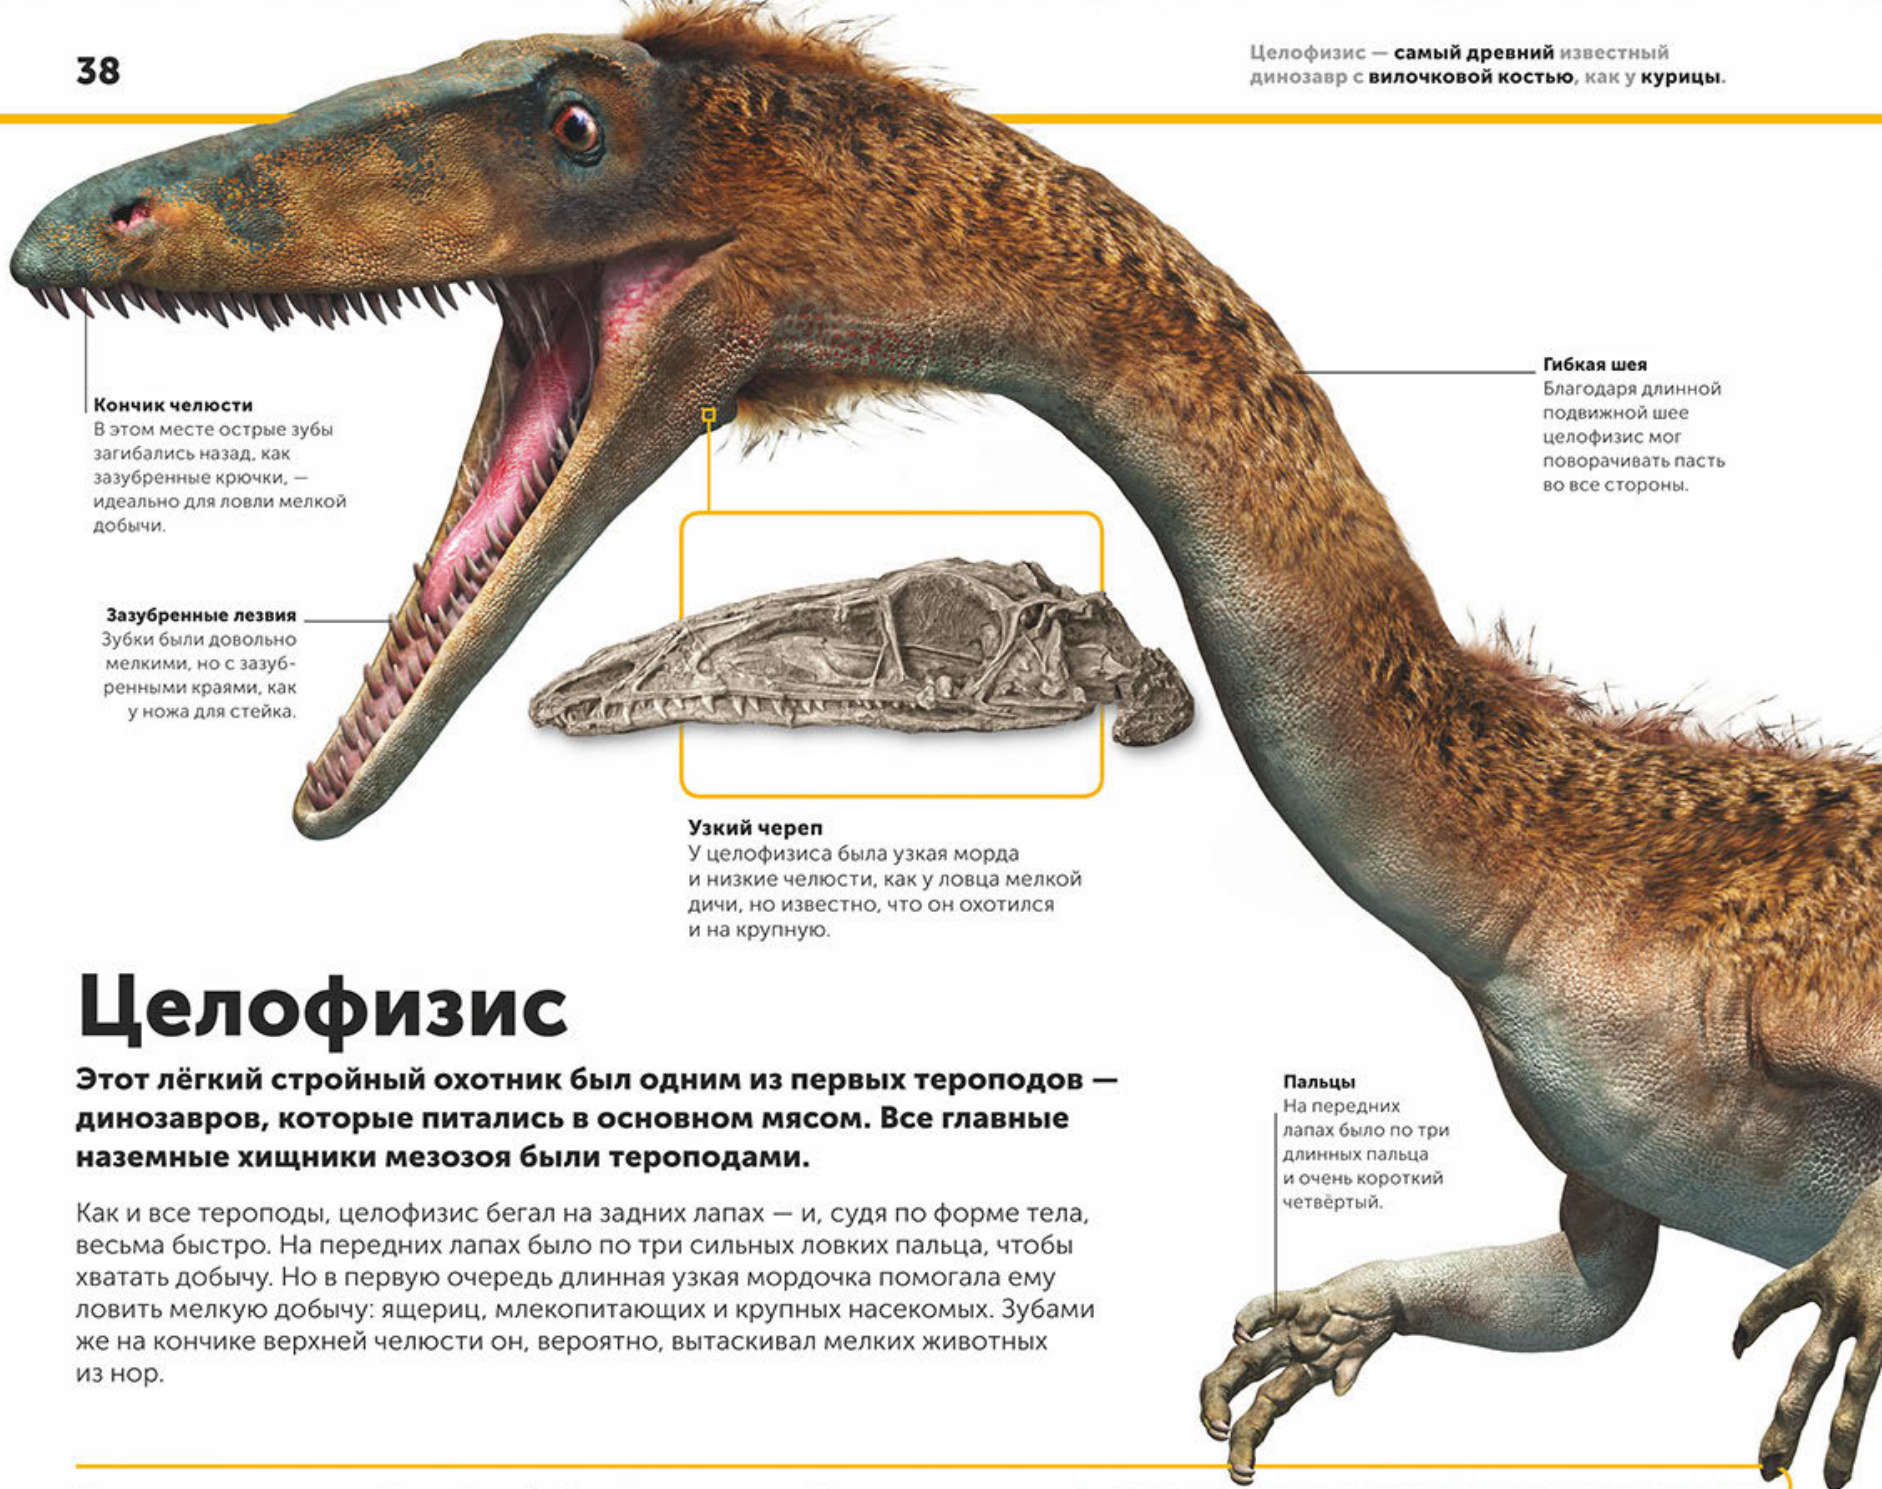 38
Целофизис — самый древний известный
динозавр с вилочковой костью, как у курицы.
Гибкая шея
Благодаря длинной
подвижной шее
целофизис мог
поворачивать пасть
во все стороны.
Кончик челюсти
В этом месте острые зубы
загибались назад, как
зазубренные крючки, —
идеально для ловли мелкой
добычи.
Зазубренные лезвия
Зубки были довольно
мелкими, но с зазуб-
ренными краями, как
у ножа для стейка.
Узкий череп
У целофизиса была узкая морда
и низкие челюсти, как у ловца мелкой
дичи, но известно, что он охотился
и на крупную.
Целофизис
Этот лёгкий стройный охотник был одним из первых тероподов —
динозавров, которые питались в основном мясом. Все главные
наземные хищники мезозоя были тероподами.
Как и все тероподы, целофизис бегал на задних лапах — и, судя по форме тела,
весьма быстро. На передних лапах было по три сильных ловких пальца, чтобы
хватать добычу. Но в первую очередь длинная узкая мордочка помогала ему
ловить мелкую добычу: ящериц, млекопитающих и крупных насекомых. Зубами
же на кончике верхней челюсти он, вероятно, вытаскивал мелких животных
из нор.
Пальцы
На передних
лапах было по три
длинных пальца
и очень короткий
четвёртый.